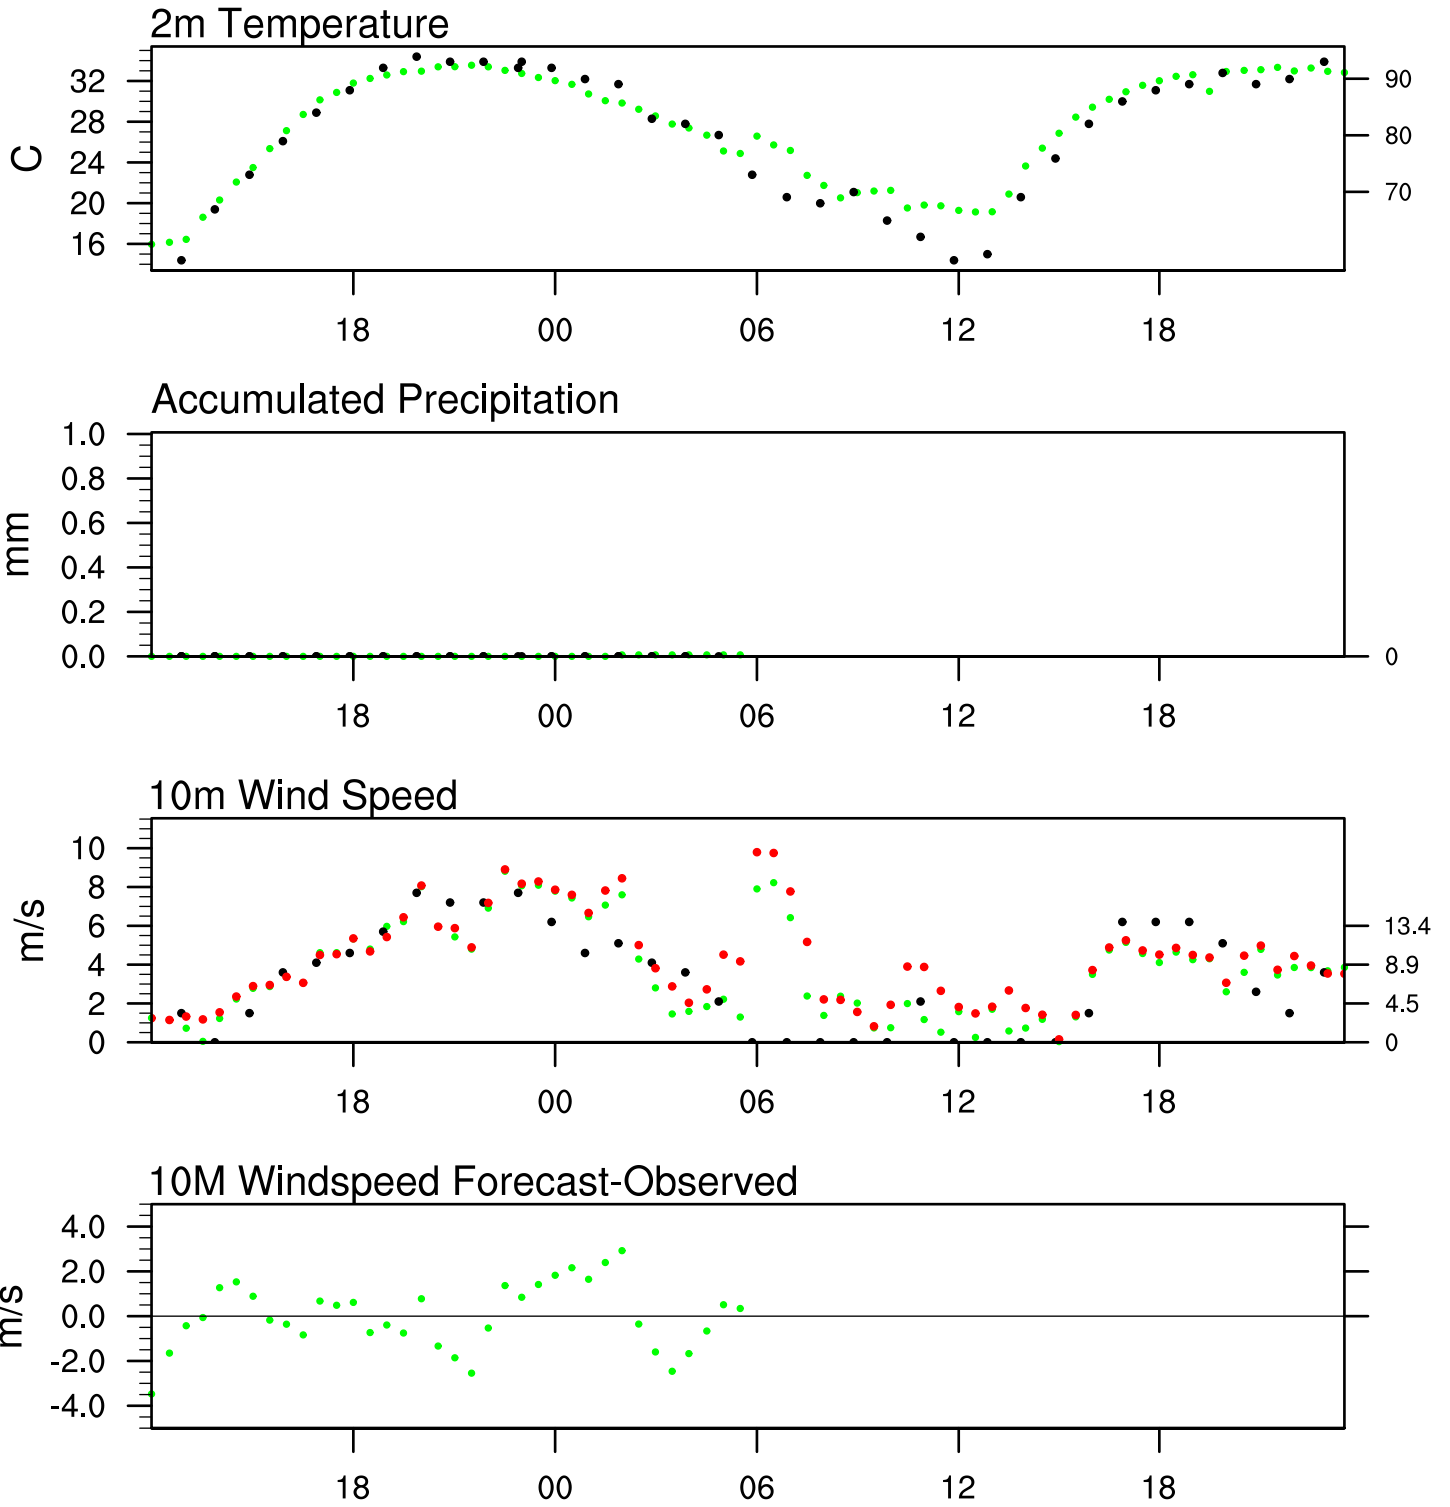 2m Temperature
32
28
24
20
16
C
90
80
70
18 00 06 12 18
Accumulated Precipitation
1.0
0.8
0.6
0.4
0.2
0.0
mm
0
18 00 06 12 18
10m Wind Speed
10
8
6
4
2
0
m/s
13.4
8.9
4.5
0
18 00 06 12 18
10M Windspeed Forecast-Observed
4.0
2.0
0.0
-2.0
-4.0
m/s
18 00 06 12 18